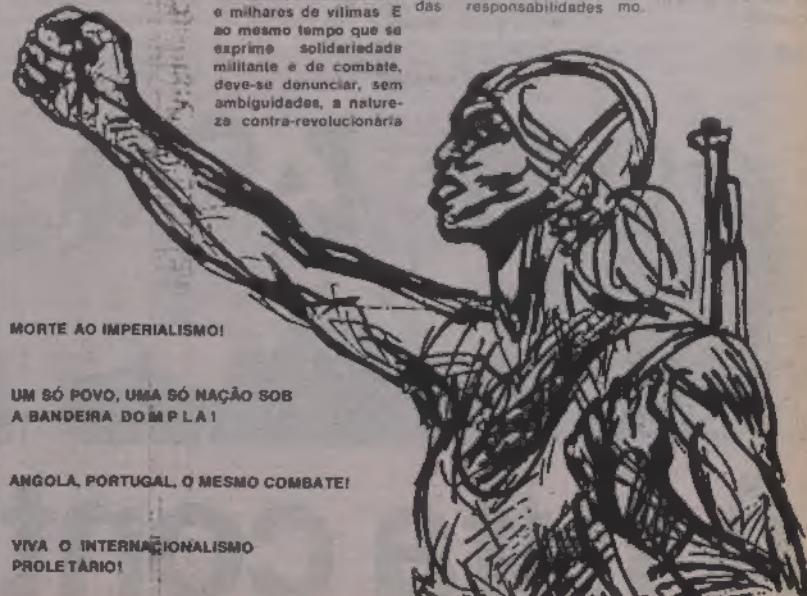 e milhares de vítimas E
ao mesmo tempo que se
exprime solidariedade
militante e de combate,
deve-se denunciar, sem
ambiguidades, a nature-
za contra-revolucionária
das responsabilidades mo.
MORTE AO IMPERIALISMO!
UM SÓ POVO, UMA SÓ NAÇÃO SOB
A BANDEIRA DO M P L A !
ANGOLA, PORTUGAL, O MESMO COMBATE!
VIVA O INTERNACIONALISMO
PROLETÀRIO!